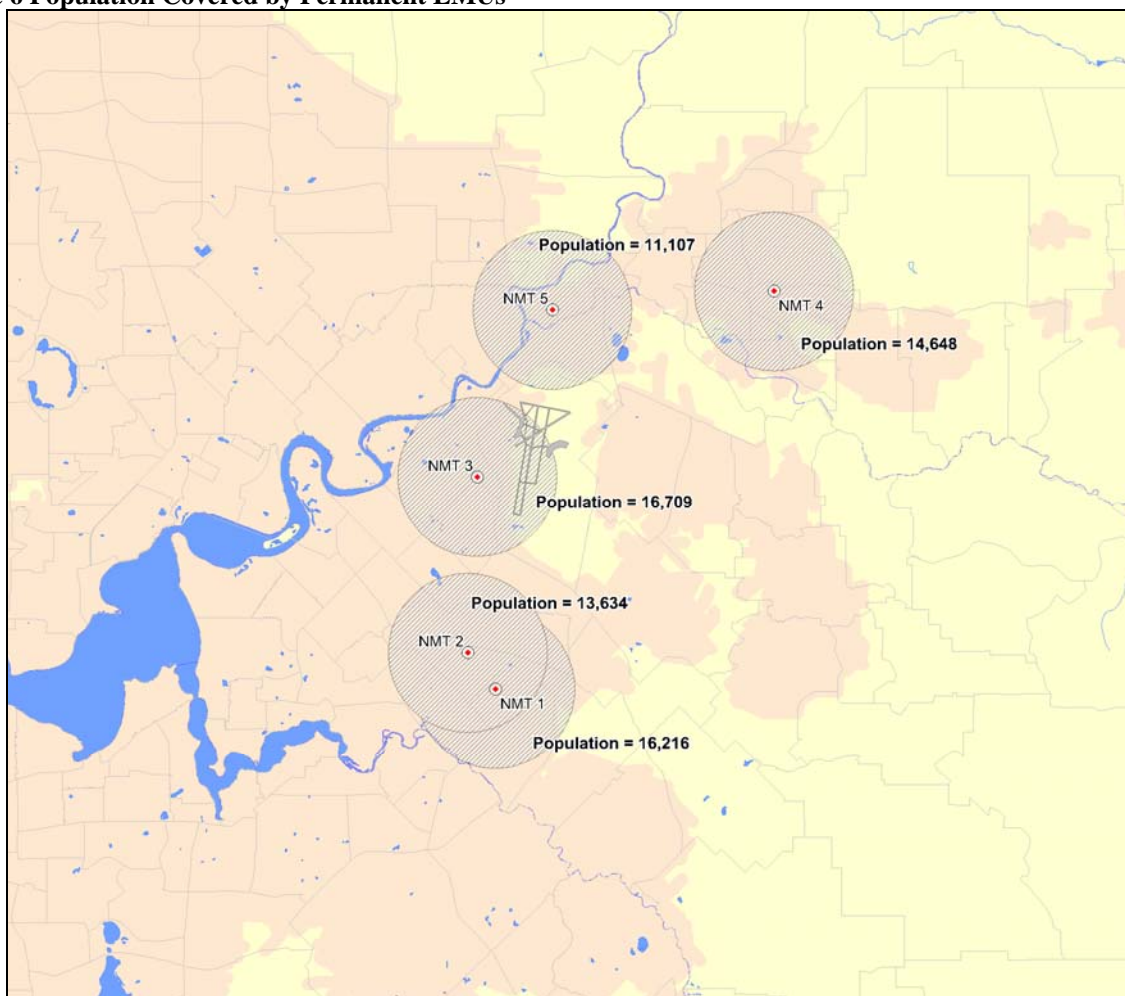 6 Population Covered by Permanent EMUs
Population = 11,107
NMT 5
NMT 4
Population = 14,648
NMT 3
Population = 16,709
Population = 13,634
NMT 2
NMT 1
Population = 16,216